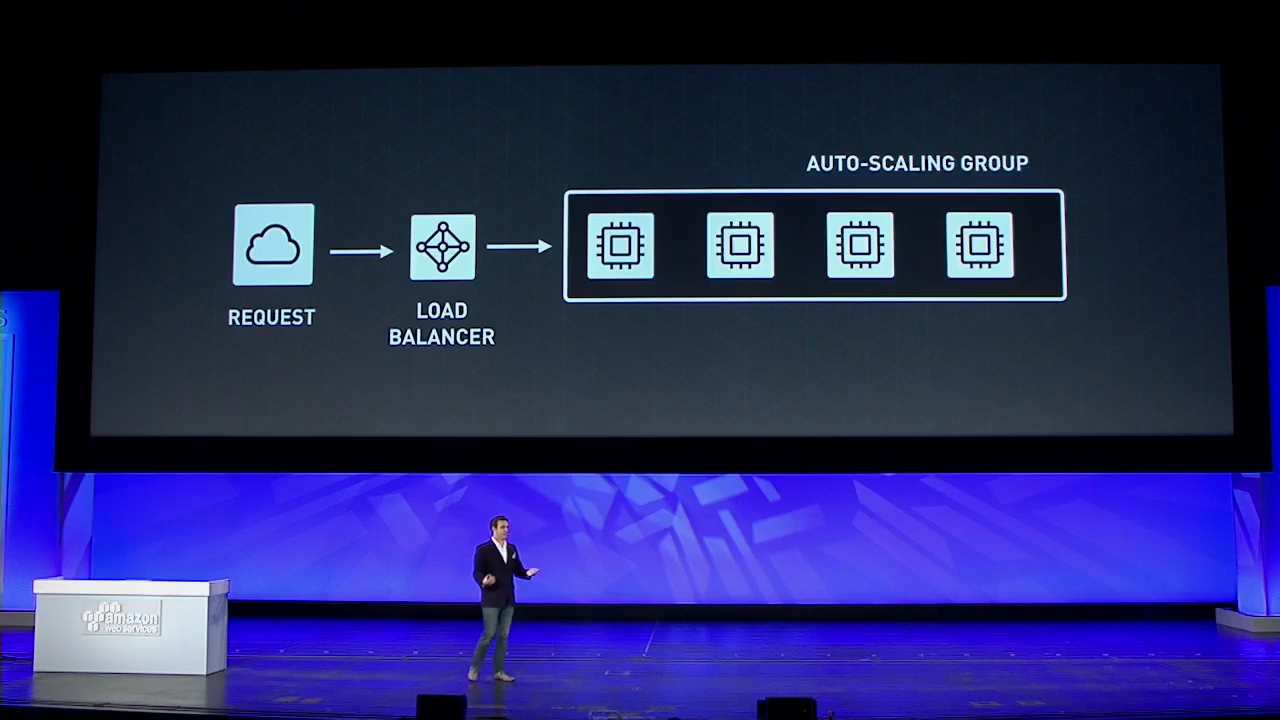 AUTO-SCALING GROUP
REQUEST
LOAD
BALANCER
amazon
web services